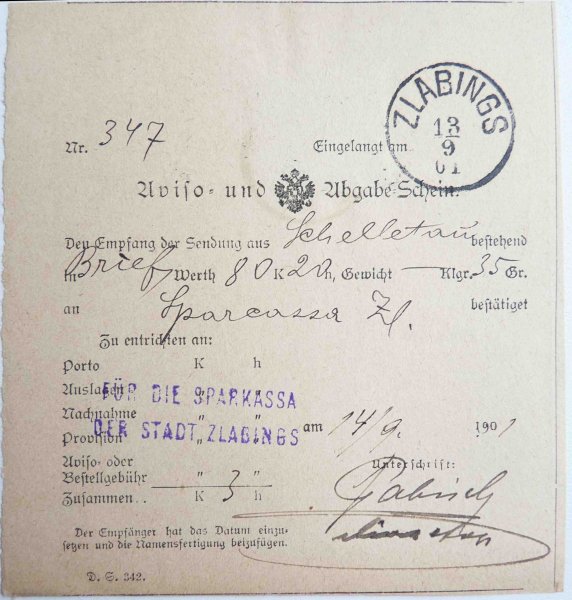 ZLABINGS
13
9
01
Nr. 347 Eingelangt am
Aviso- und Abgabe-Schein.
Den Empfang der Sendung aus Schelletau bestehend
in Brief, Werth 80 K 20 h, Gewicht — Klgr. 35 Gr.
an Sparcassa Zl. bestätiget
Zu entrichten an:
Porto K h
Auslagen " "
FÜR DIE SPARKASSA
Nachnahme " "
DER STADT ZLABINGS
Provision " " am 14/9. 1901
Aviso- oder
Bestellgebühr " " Unterschrift:
Zusammen . . K 3 h
Der Empfänger hat das Datum einzu-
setzen und die Namensfertigung beizufügen.
D. S. 342.